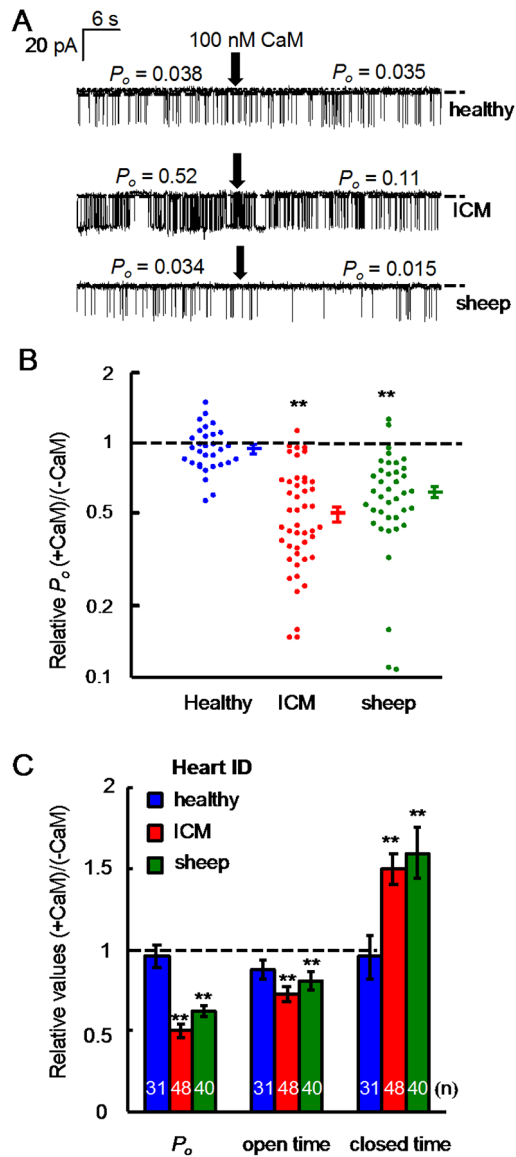 A
6 s
20 pA
100 nM CaM
Po = 0.038
Po = 0.035
healthy
Po = 0.52
Po = 0.11
ICM
Po = 0.034
Po = 0.015
sheep
B
Relative Po (+CaM)/(-CaM)
2
1
0.5
0.2
0.1
**
**
Healthy
ICM
sheep
C
Heart ID
healthy
ICM
sheep
Relative values (+CaM)/(-CaM)
2
1.5
1
0.5
0
**
**
**
**
**
**
31 48 40
31 48 40
31 48 40 (n)
Po
open time
closed time